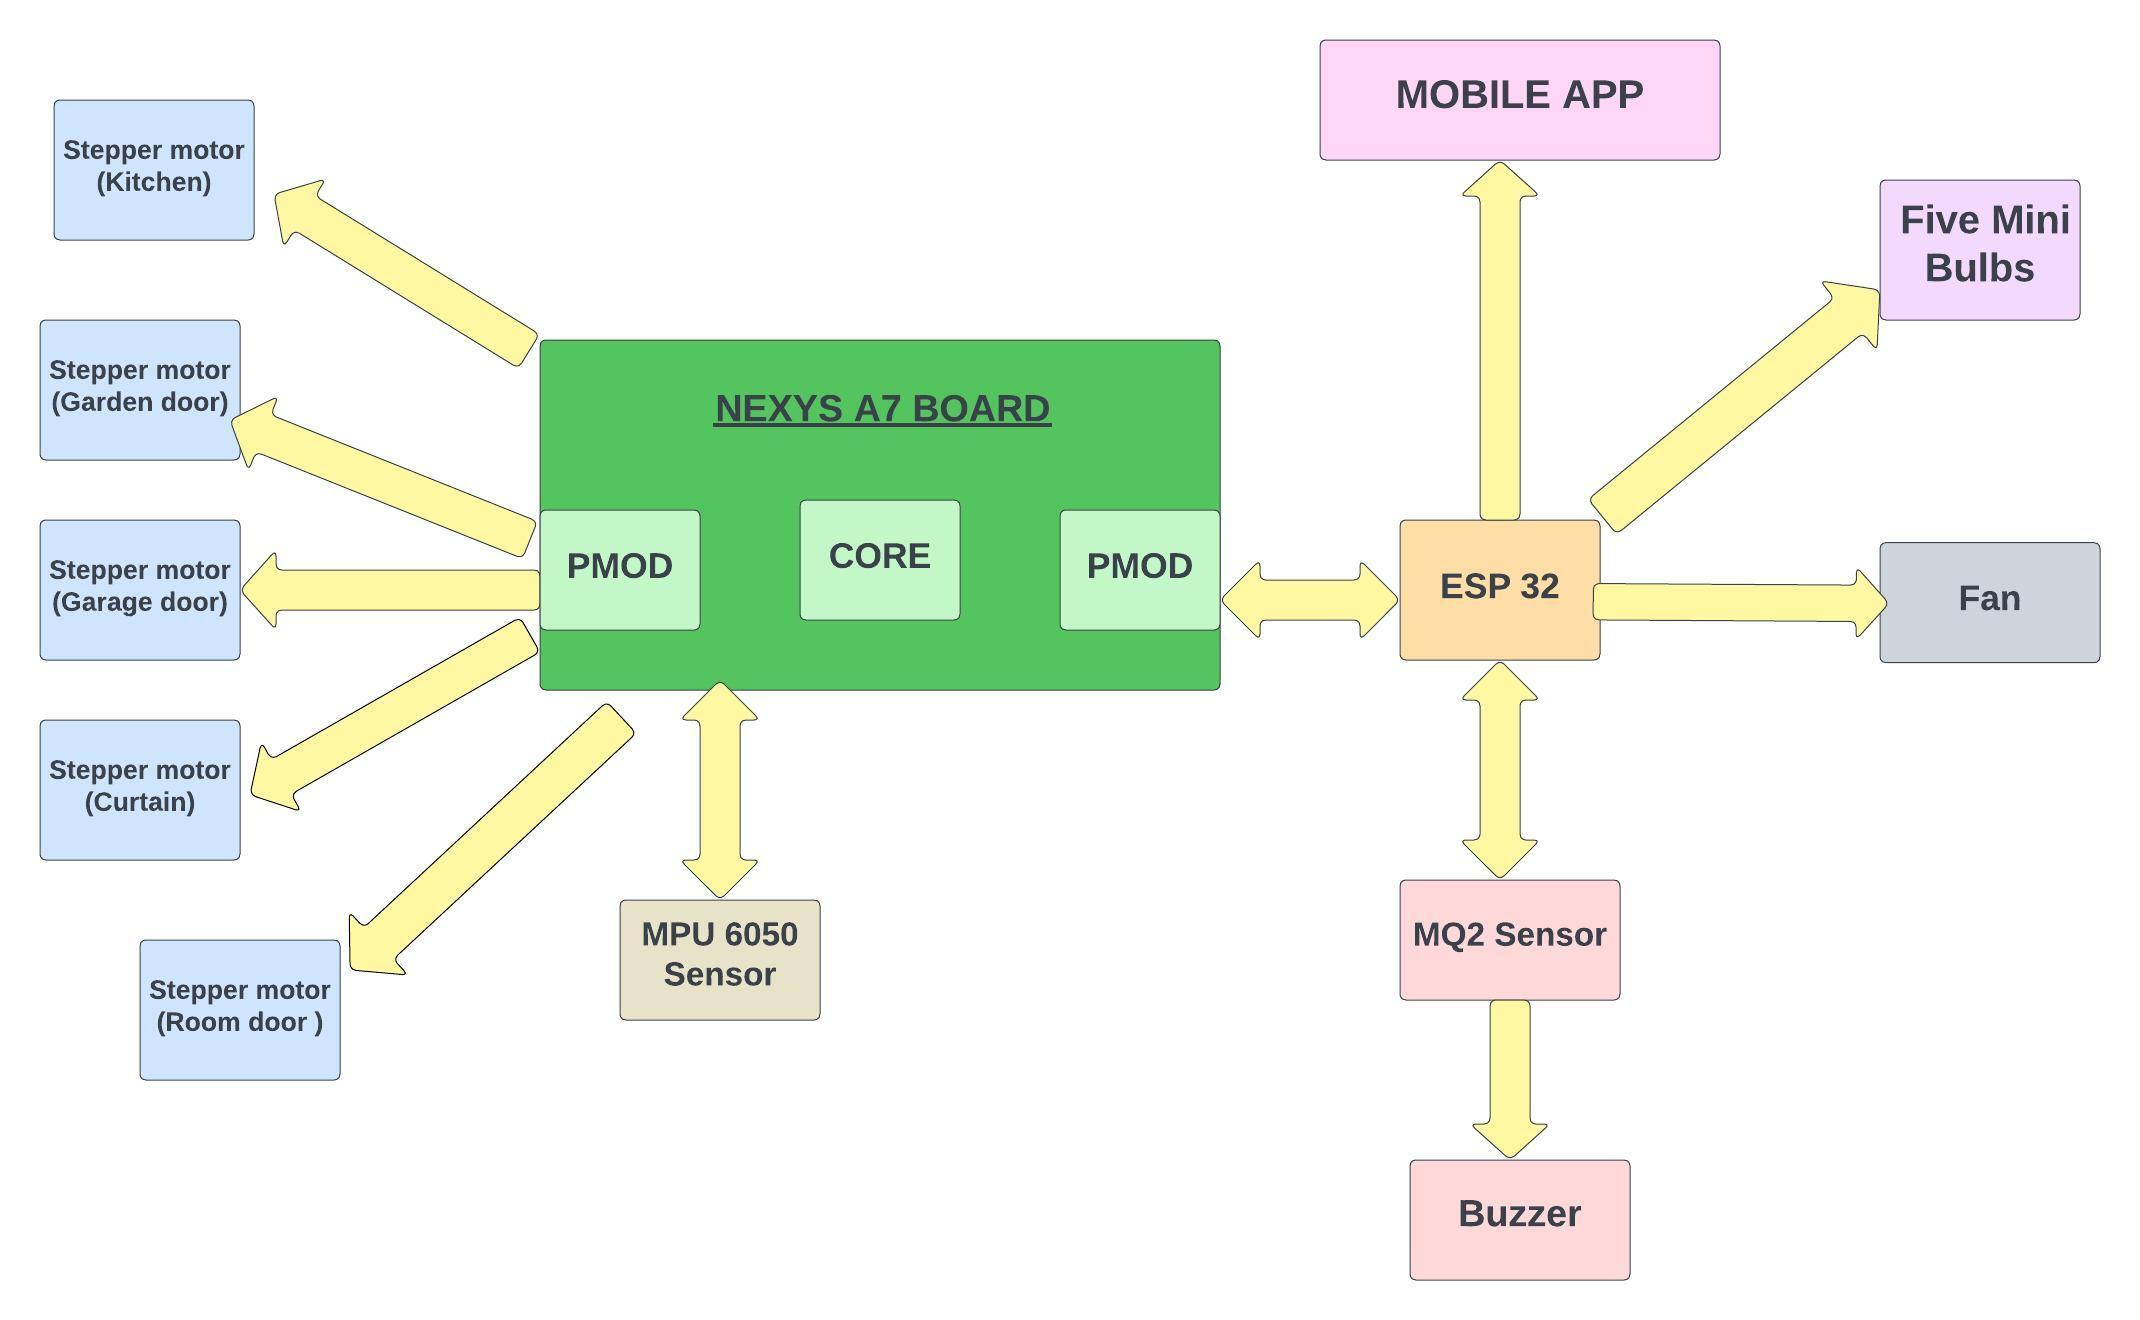 MOBILE APP
Stepper motor
(Kitchen)
Five Mini
Bulbs
Stepper motor
(Garden door)
NEXYS A7 BOARD
PMOD
CORE
PMOD
ESP 32
Fan
Stepper motor
(Garage door)
Stepper motor
(Curtain)
MPU 6050
Sensor
MQ2 Sensor
Stepper motor
(Room door )
Buzzer